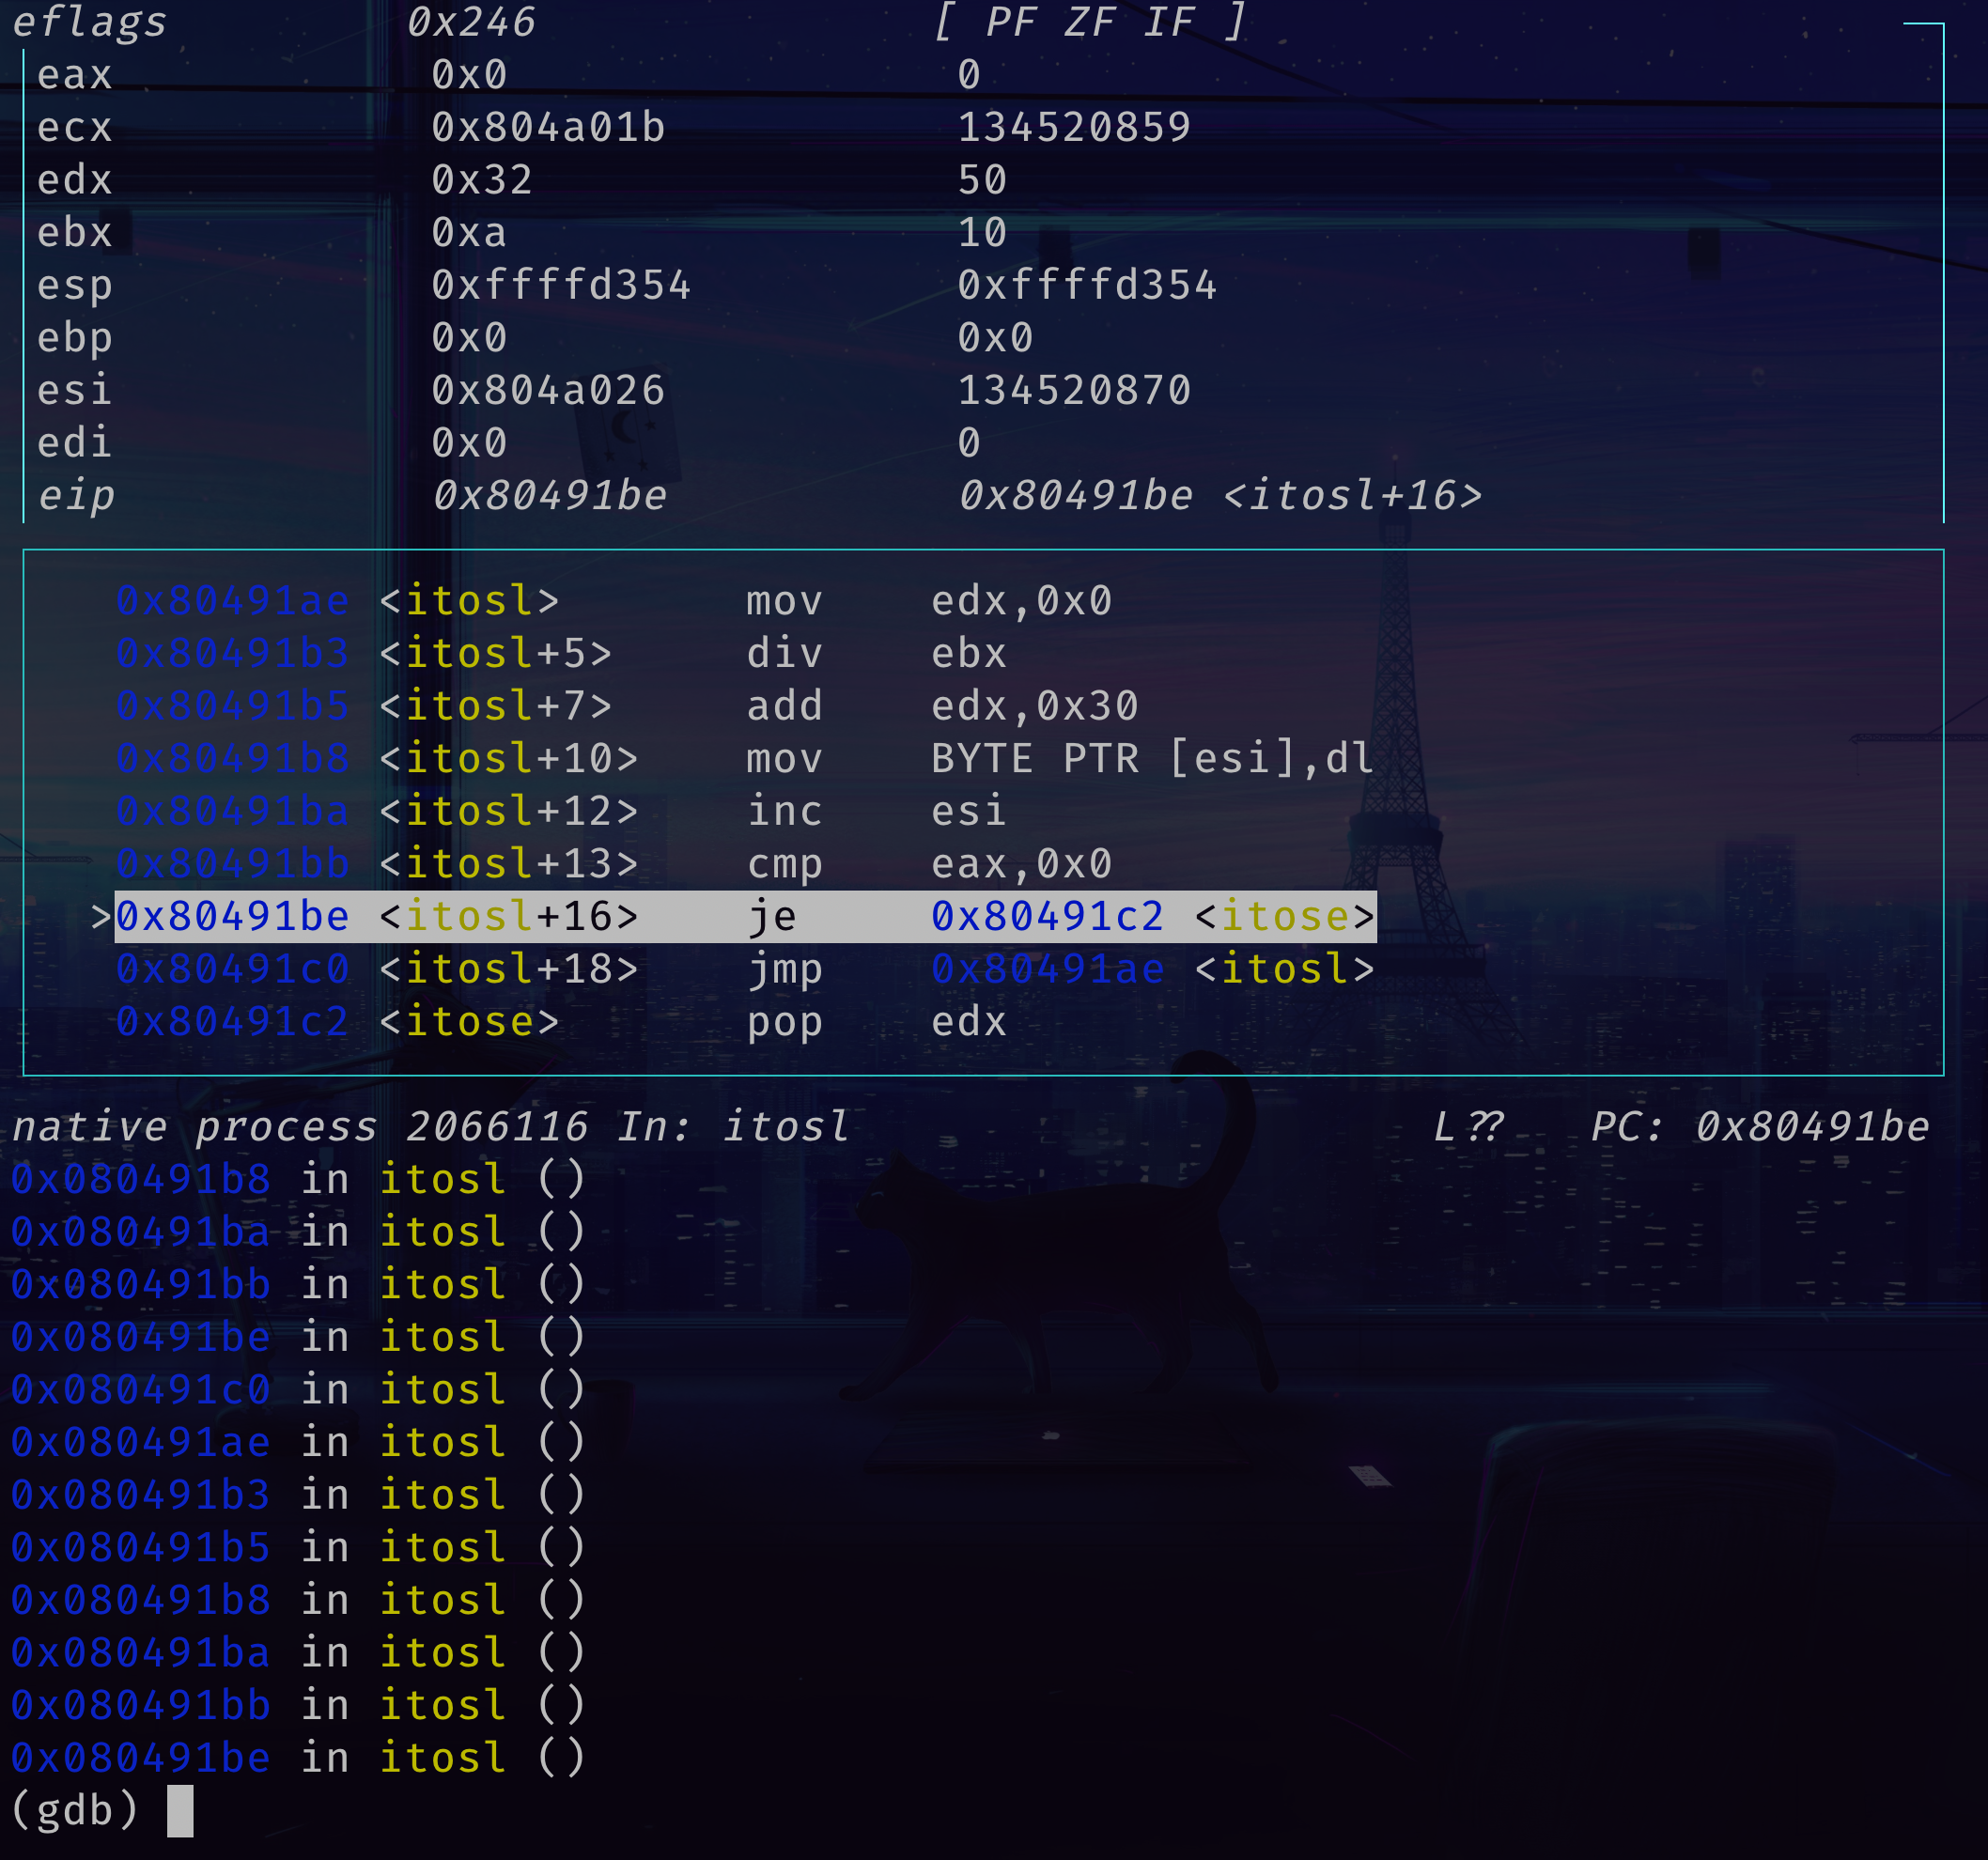 eflags 0x246 [ PF ZF IF ]
eax 0x0 0
ecx 0x804a01b 134520859
edx 0x32 50
ebx 0xa 10
esp 0xffffd354 0xffffd354
ebp 0x0 0x0
esi 0x804a026 134520870
edi 0x0 0
eip 0x80491be 0x80491be <itosl+16>
0x80491ae <itosl> mov edx,0x0
0x80491b3 <itosl+5> div ebx
0x80491b5 <itosl+7> add edx,0x30
0x80491b8 <itosl+10> mov BYTE PTR [esi],dl
0x80491ba <itosl+12> inc esi
0x80491bb <itosl+13> cmp eax,0x0
>0x80491be <itosl+16> je 0x80491c2 <itose>
0x80491c0 <itosl+18> jmp 0x80491ae <itosl>
0x80491c2 <itose> pop edx
native process 2066116 In: itosl L?? PC: 0x80491be
0x080491b8 in itosl ()
0x080491ba in itosl ()
0x080491bb in itosl ()
0x080491be in itosl ()
0x080491c0 in itosl ()
0x080491ae in itosl ()
0x080491b3 in itosl ()
0x080491b5 in itosl ()
0x080491b8 in itosl ()
0x080491ba in itosl ()
0x080491bb in itosl ()
0x080491be in itosl ()
(gdb)